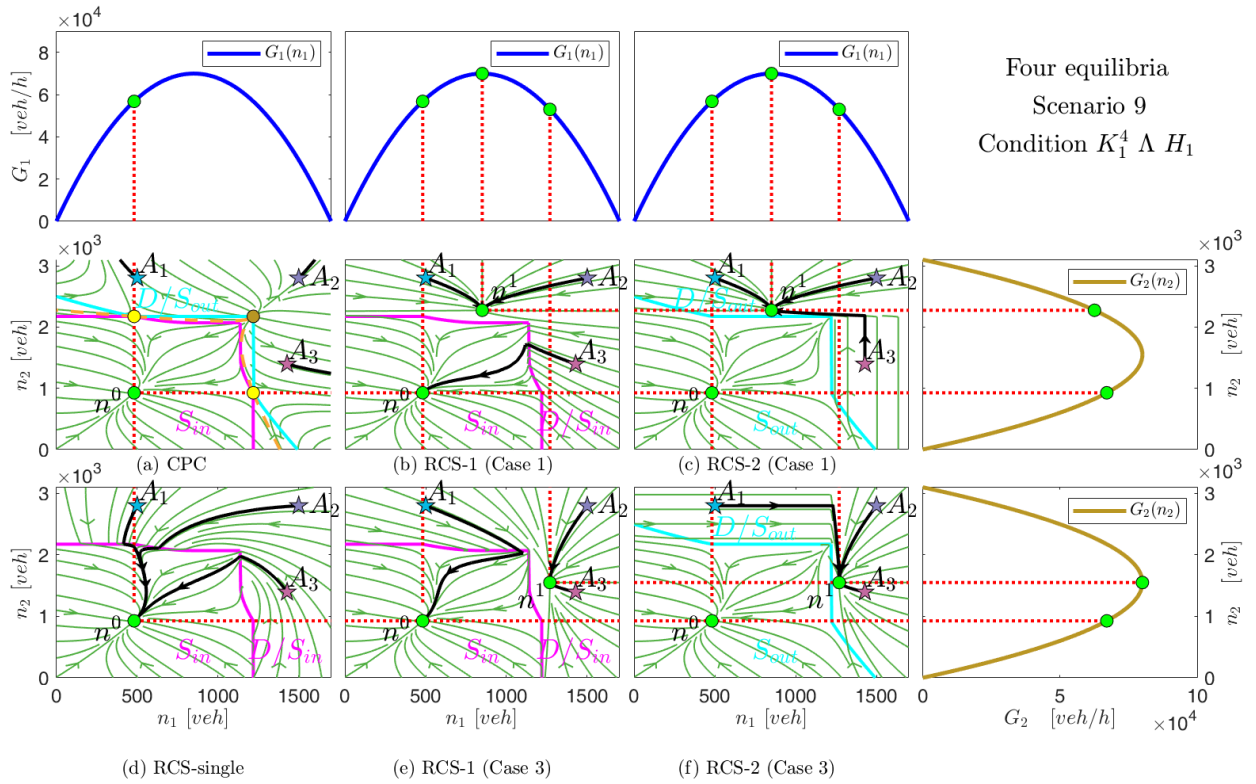 ×10⁴
G₁ [veh/h]
8
6
4
2
0
G₁(n₁)
G₁(n₁)
G₁(n₁)
Four equilibria
Scenario 9
Condition K₁⁴ Λ H₁
×10³
n₂ [veh]
3
2
1
0
A₁
A₂
A₃
D/S_out
n⁰
S_in
(a) CPC
A₁
A₂
A₃
n¹
n⁰
S_in
D/S_in
(b) RCS-1 (Case 1)
A₁
A₂
A₃
n¹
D/S_out
n⁰
S_out
(c) RCS-2 (Case 1)
G₂(n₂)
×10³
3
2
1
0
n₂ [veh]
×10³
n₂ [veh]
3
2
1
0
A₁
A₂
A₃
n⁰
S_in
D/S_in
0 500 1000 1500
n₁ [veh]
(d) RCS-single
A₁
A₂
A₃
n¹
n⁰
S_in
D/S_in
0 500 1000 1500
n₁ [veh]
(e) RCS-1 (Case 3)
A₁
A₂
A₃
D/S_out
n¹
n⁰
S_out
0 500 1000 1500
n₁ [veh]
(f) RCS-2 (Case 3)
G₂(n₂)
×10³
3
2
1
0
n₂ [veh]
0 5 10
G₂ [veh/h]
×10⁴